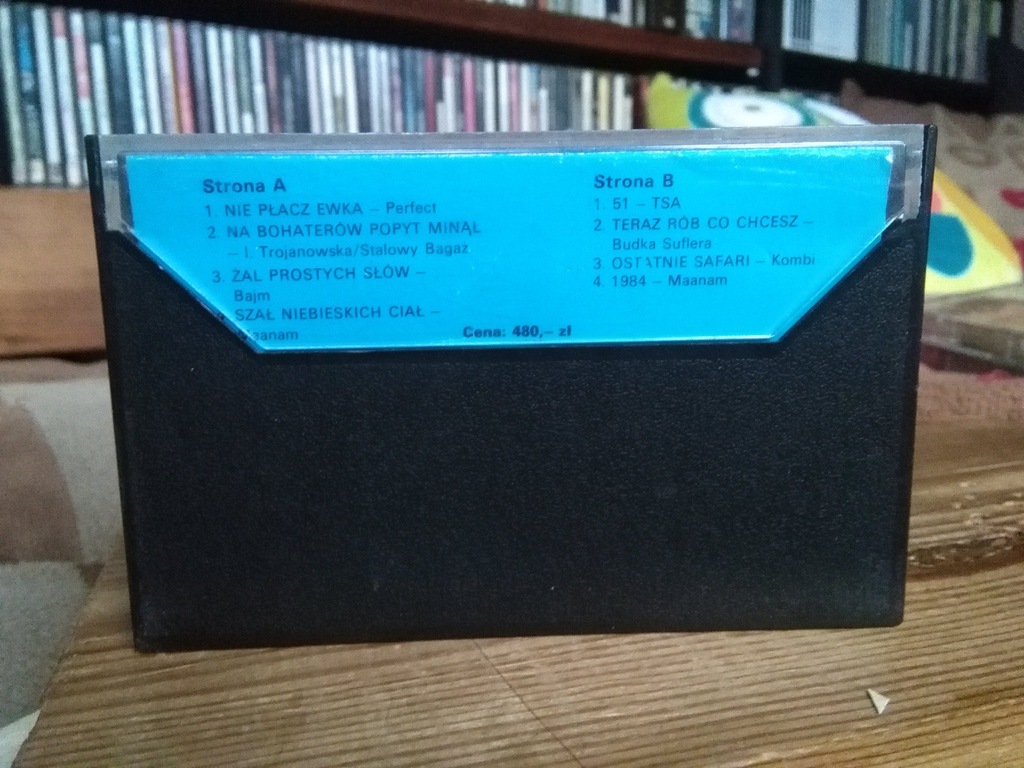 Strona A
1. NIE PŁACZ EWKA – Perfect
2. NA BOHATERÓW POPYT MINĄŁ
– I. Trojanowska/Stalowy Bagaż
3. ŻAL PROSTYCH SŁÓW –
Bajm
4. SZAŁ NIEBIESKICH CIAŁ –
Maanam
Cena: 480,– zł
Strona B
1. 51 – TSA
2. TERAZ RÓB CO CHCESZ –
Budka Suflera
3. OSTATNIE SAFARI – Kombi
4. 1984 – Maanam